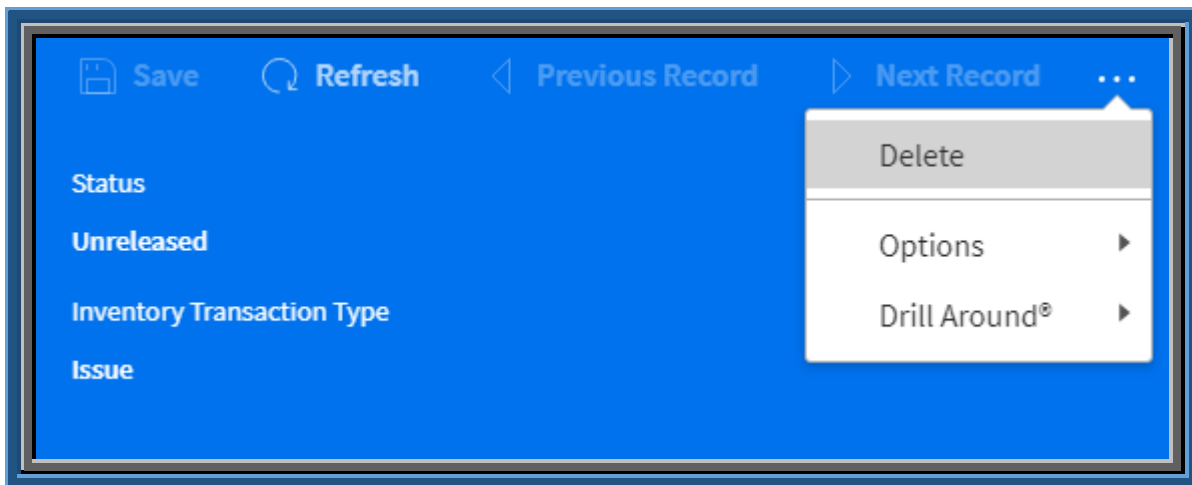 Save Refresh Previous Record Next Record ...
Delete
Status
Unreleased
Options
Inventory Transaction Type
Drill Around®
Issue